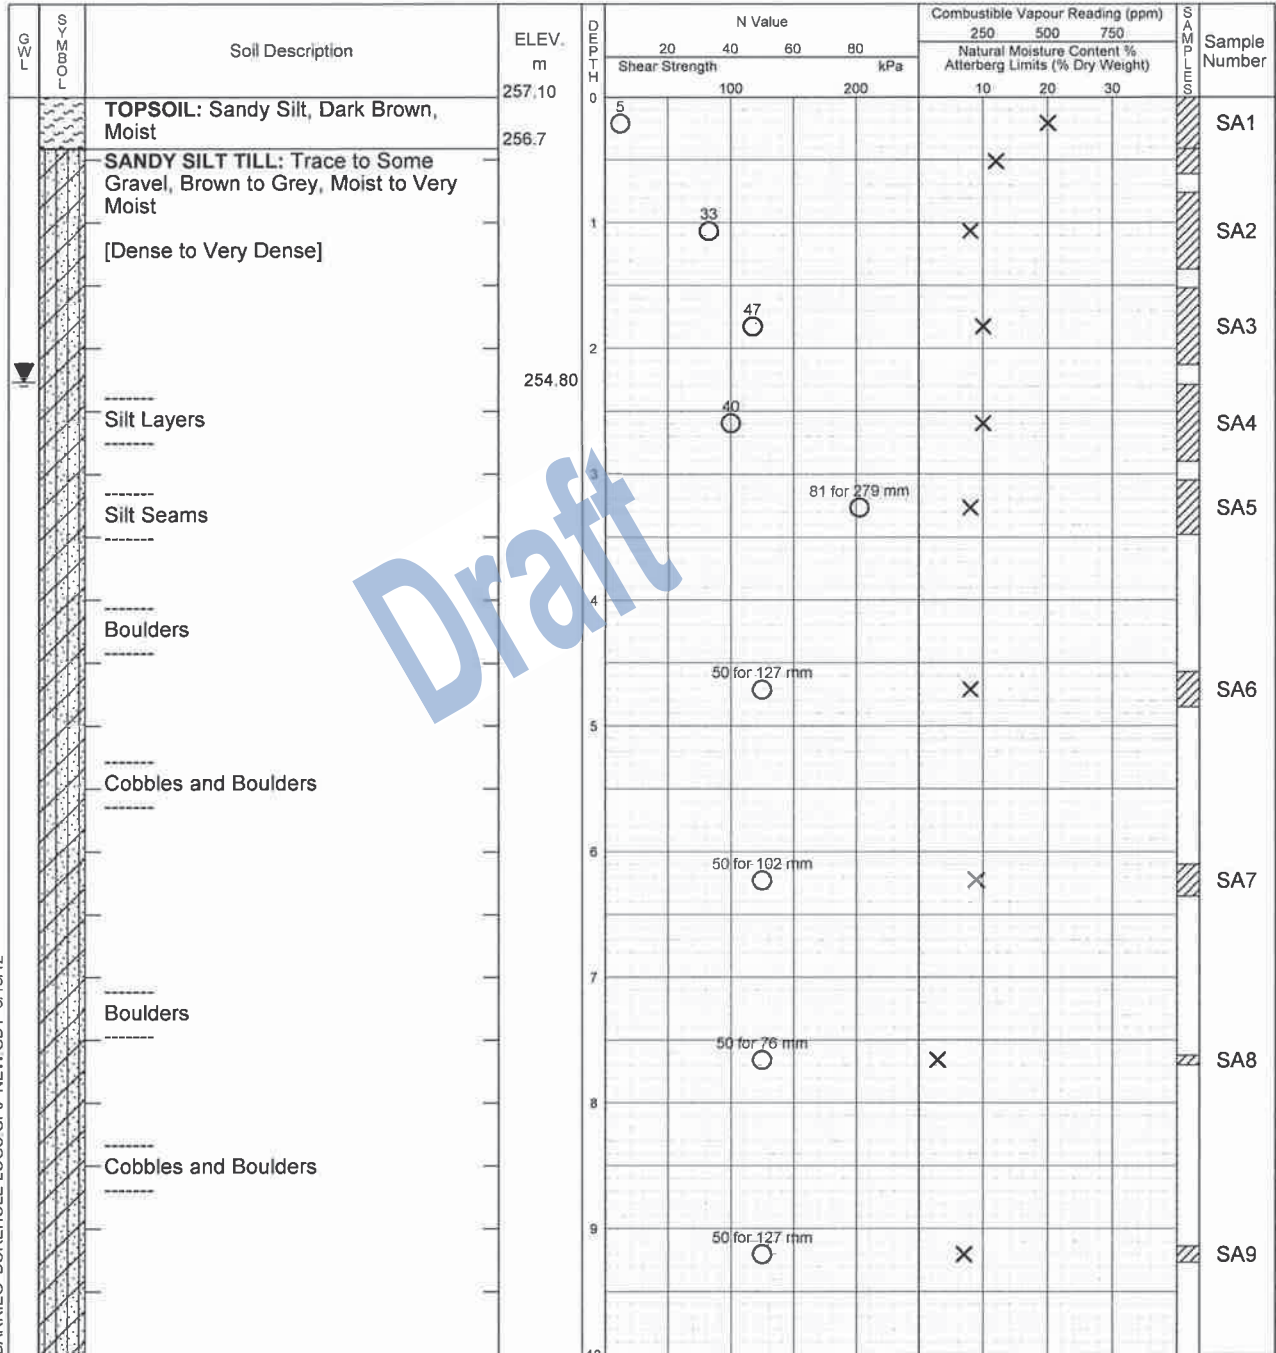 GWL
SYMBOL
Soil Description
ELEV.
m
DEPTH
N Value
20 40 60 80
Shear Strength kPa
100 200
Combustible Vapour Reading (ppm)
250 500 750
Natural Moisture Content %
Atterberg Limits (% Dry Weight)
10 20 30
SAMPLES
Sample
Number
257.10
0
TOPSOIL: Sandy Silt, Dark Brown,
Moist
256.7
5
SA1
SANDY SILT TILL: Trace to Some
Gravel, Brown to Grey, Moist to Very
Moist
[Dense to Very Dense]
1
33
SA2
47
SA3
2
254.80
Silt Layers
40
SA4
3
Silt Seams
81 for 279 mm
SA5
4
Boulders
50 for 127 mm
SA6
5
Cobbles and Boulders
6
50 for 102 mm
SA7
7
Boulders
50 for 76 mm
SA8
8
Cobbles and Boulders
9
50 for 127 mm
SA9
Draft